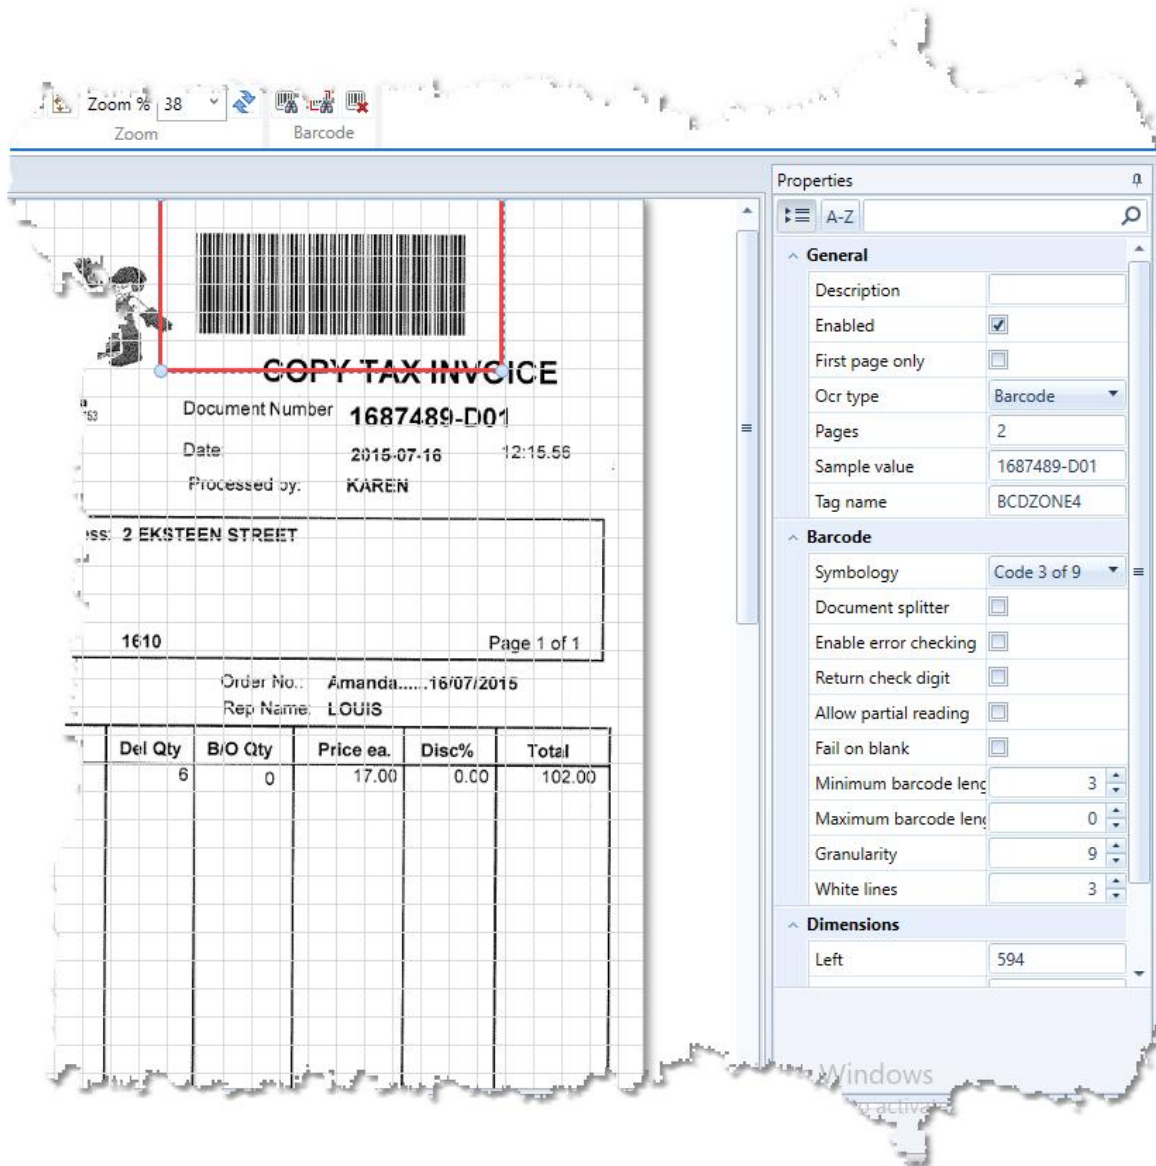 Zoom % 38
Zoom Barcode
Properties
A-Z
General
Description
Enabled
First page only
Ocr type Barcode
Pages 2
Sample value 1687489-D01
Tag name BCDZONE4
Barcode
Symbology Code 3 of 9
Document splitter
Enable error checking
Return check digit
Allow partial reading
Fail on blank
Minimum barcode leng 3
Maximum barcode leng 0
Granularity 9
White lines 3
Dimensions
Left 594
COPY TAX INVOICE
Document Number 1687489-D01
Date: 2015-07-16 12:15.56
Processed by: KAREN
ess: 2 EKSTEEN STREET
1610 Page 1 of 1
Order No.: Amanda......16/07/2015
Rep Name: LOUIS
Del Qty B/O Qty Price ea. Disc% Total
6 0 17.00 0.00 102.00
Windows